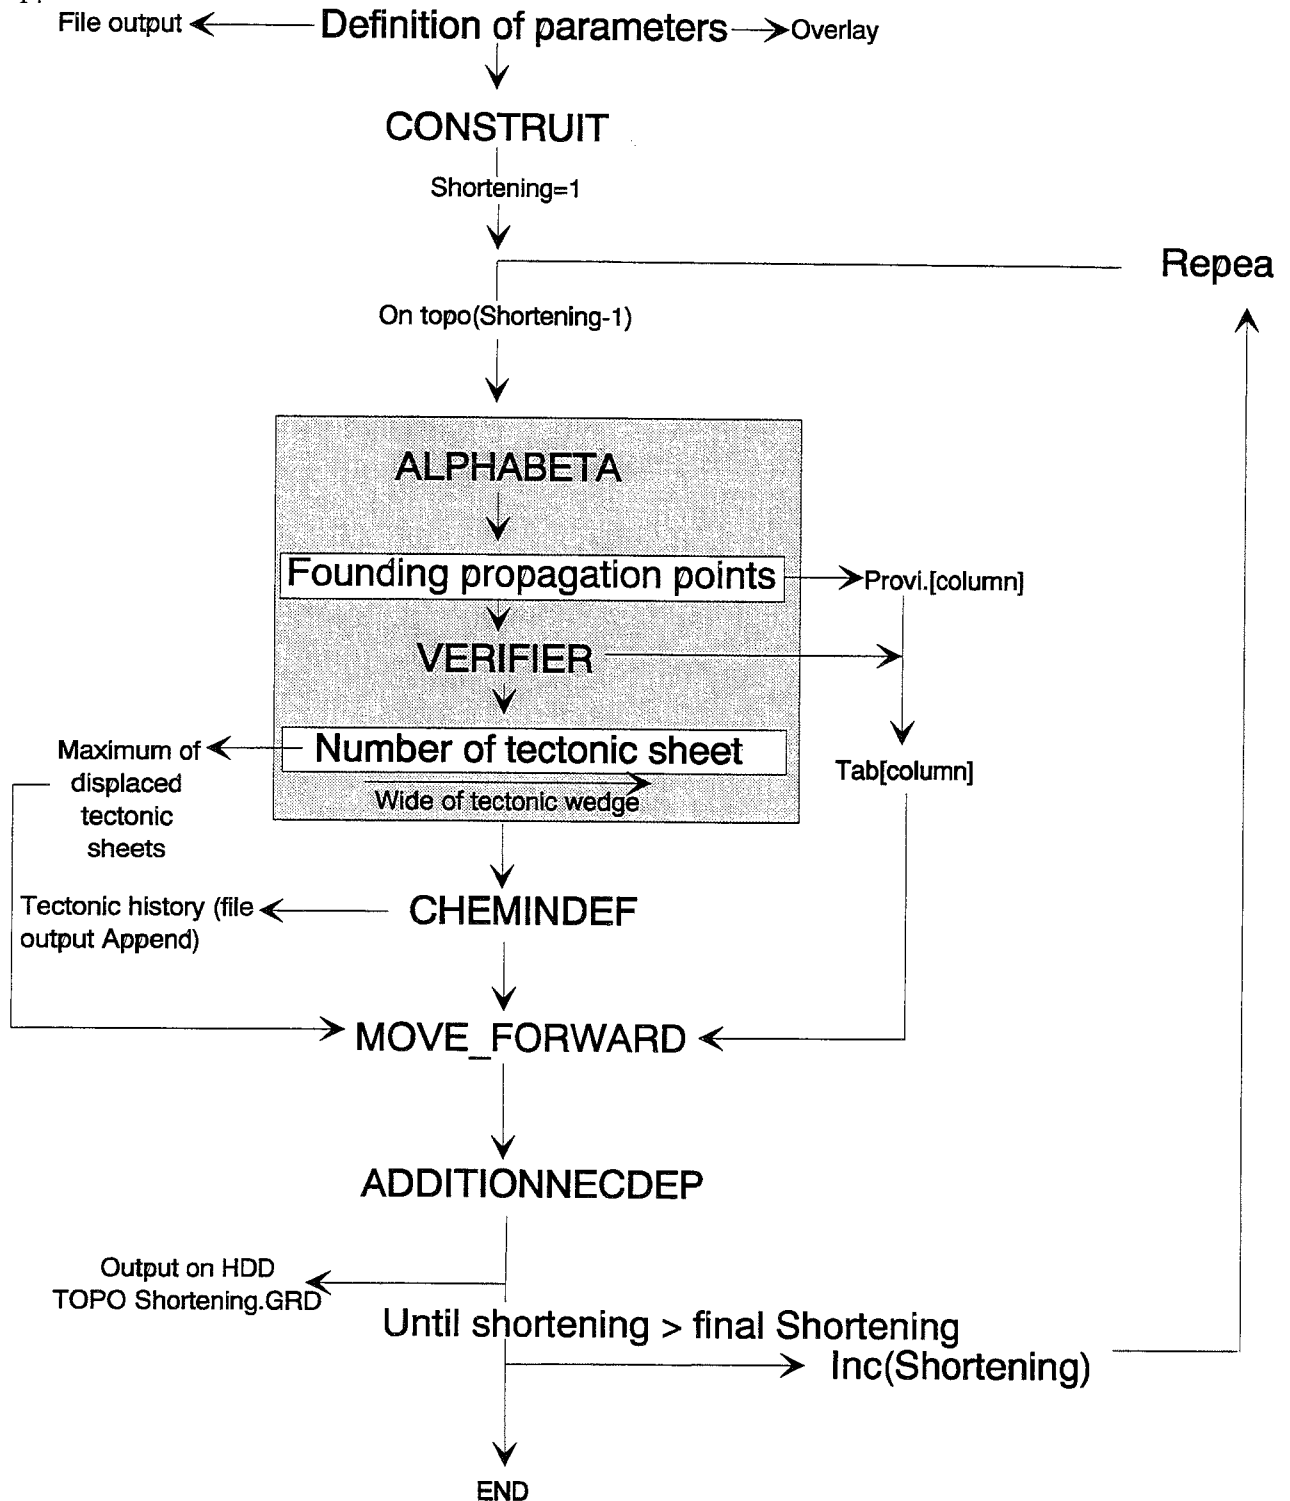 File output
Definition of parameters
Overlay
CONSTRUIT
Shortening=1
Repea
On topo(Shortening-1)
ALPHABETA
Founding propagation points
Provi.[column]
VERIFIER
Maximum of
displaced
tectonic
sheets
Number of tectonic sheet
Tab[column]
Wide of tectonic wedge
Tectonic history (file
output Append)
CHEMINDEF
MOVE_FORWARD
ADDITIONNECDEP
Output on HDD
TOPO Shortening.GRD
Until shortening > final Shortening
Inc(Shortening)
END